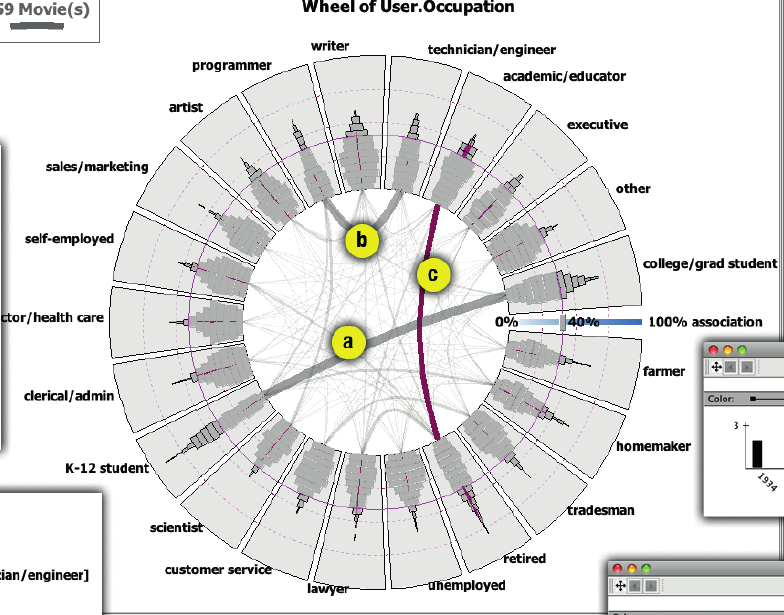 59 Movie(s)
Wheel of User.Occupation
writer
technician/engineer
programmer
academic/educator
artist
executive
sales/marketing
other
self-employed
college/grad student
b
c
a
ctor/health care
0%
40%
100% association
farmer
clerical/admin
Color:
3
1934
homemaker
K-12 student
tradesman
scientist
retired
customer service
cian/engineer]
lawyer
unemployed